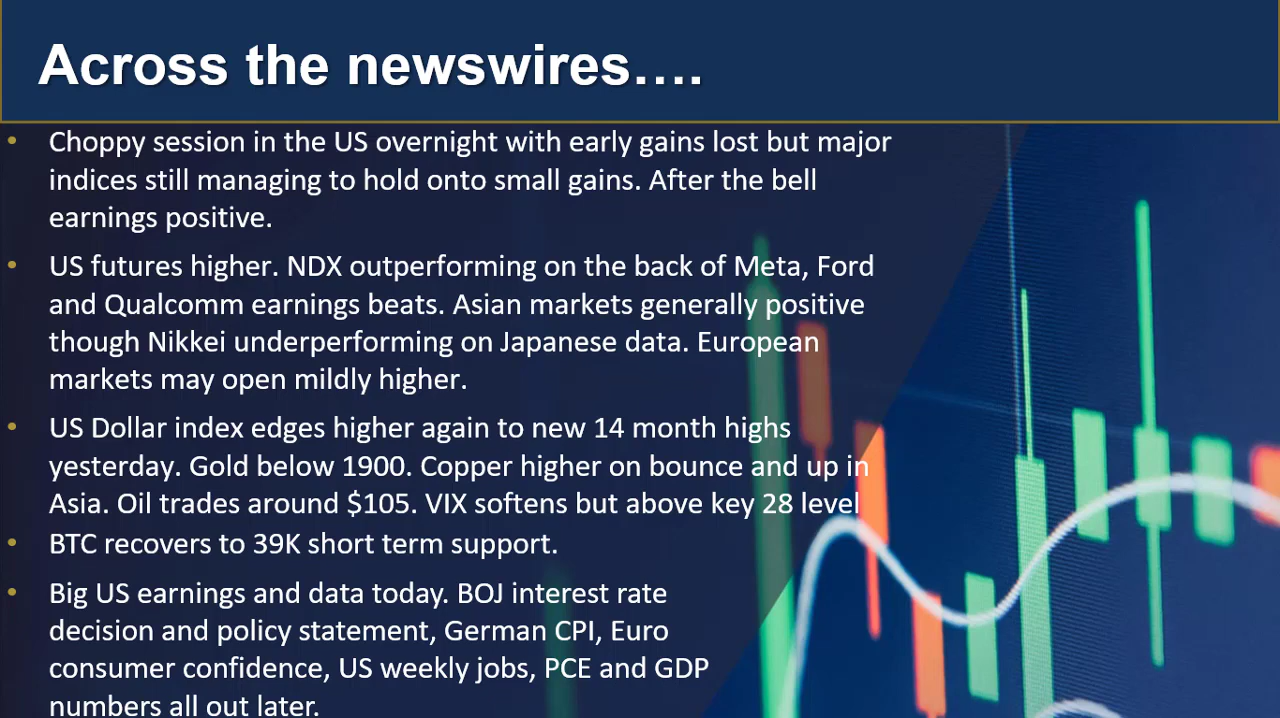 Across the newswires….
• Choppy session in the US overnight with early gains lost but major
indices still managing to hold onto small gains. After the bell
earnings positive.
• US futures higher. NDX outperforming on the back of Meta, Ford
and Qualcomm earnings beats. Asian markets generally positive
though Nikkei underperforming on Japanese data. European
markets may open mildly higher.
• US Dollar index edges higher again to new 14 month highs
yesterday. Gold below 1900. Copper higher on bounce and up in
Asia. Oil trades around $105. VIX softens but above key 28 level
• BTC recovers to 39K short term support.
• Big US earnings and data today. BOJ interest rate
decision and policy statement, German CPI, Euro
consumer confidence, US weekly jobs, PCE and GDP
numbers all out later.